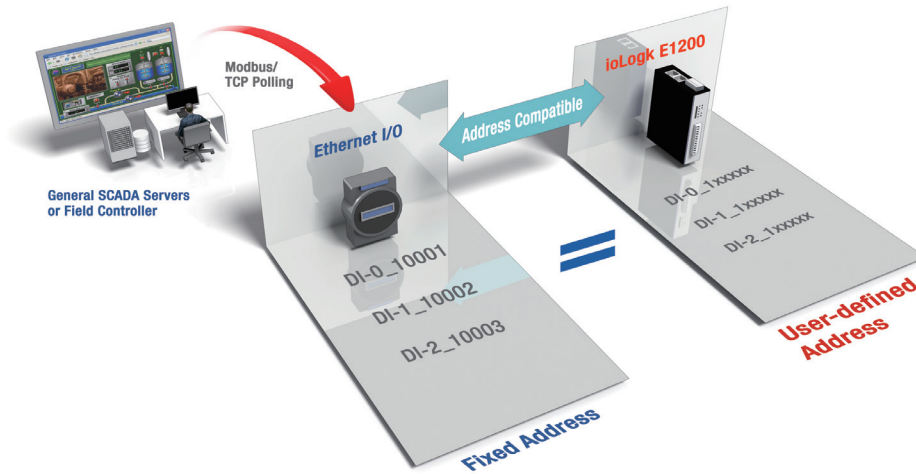 Modbus/
TCP Polling
General SCADA Servers
or Field Controller
Ethernet I/O
Address Compatible
ioLogk E1200
DI-0_10001
DI-1_10002
DI-2_10003
Fixed Address
DI-0_1xxxxx
DI-1_1xxxxx
DI-2_1xxxxx
User-defined
Address